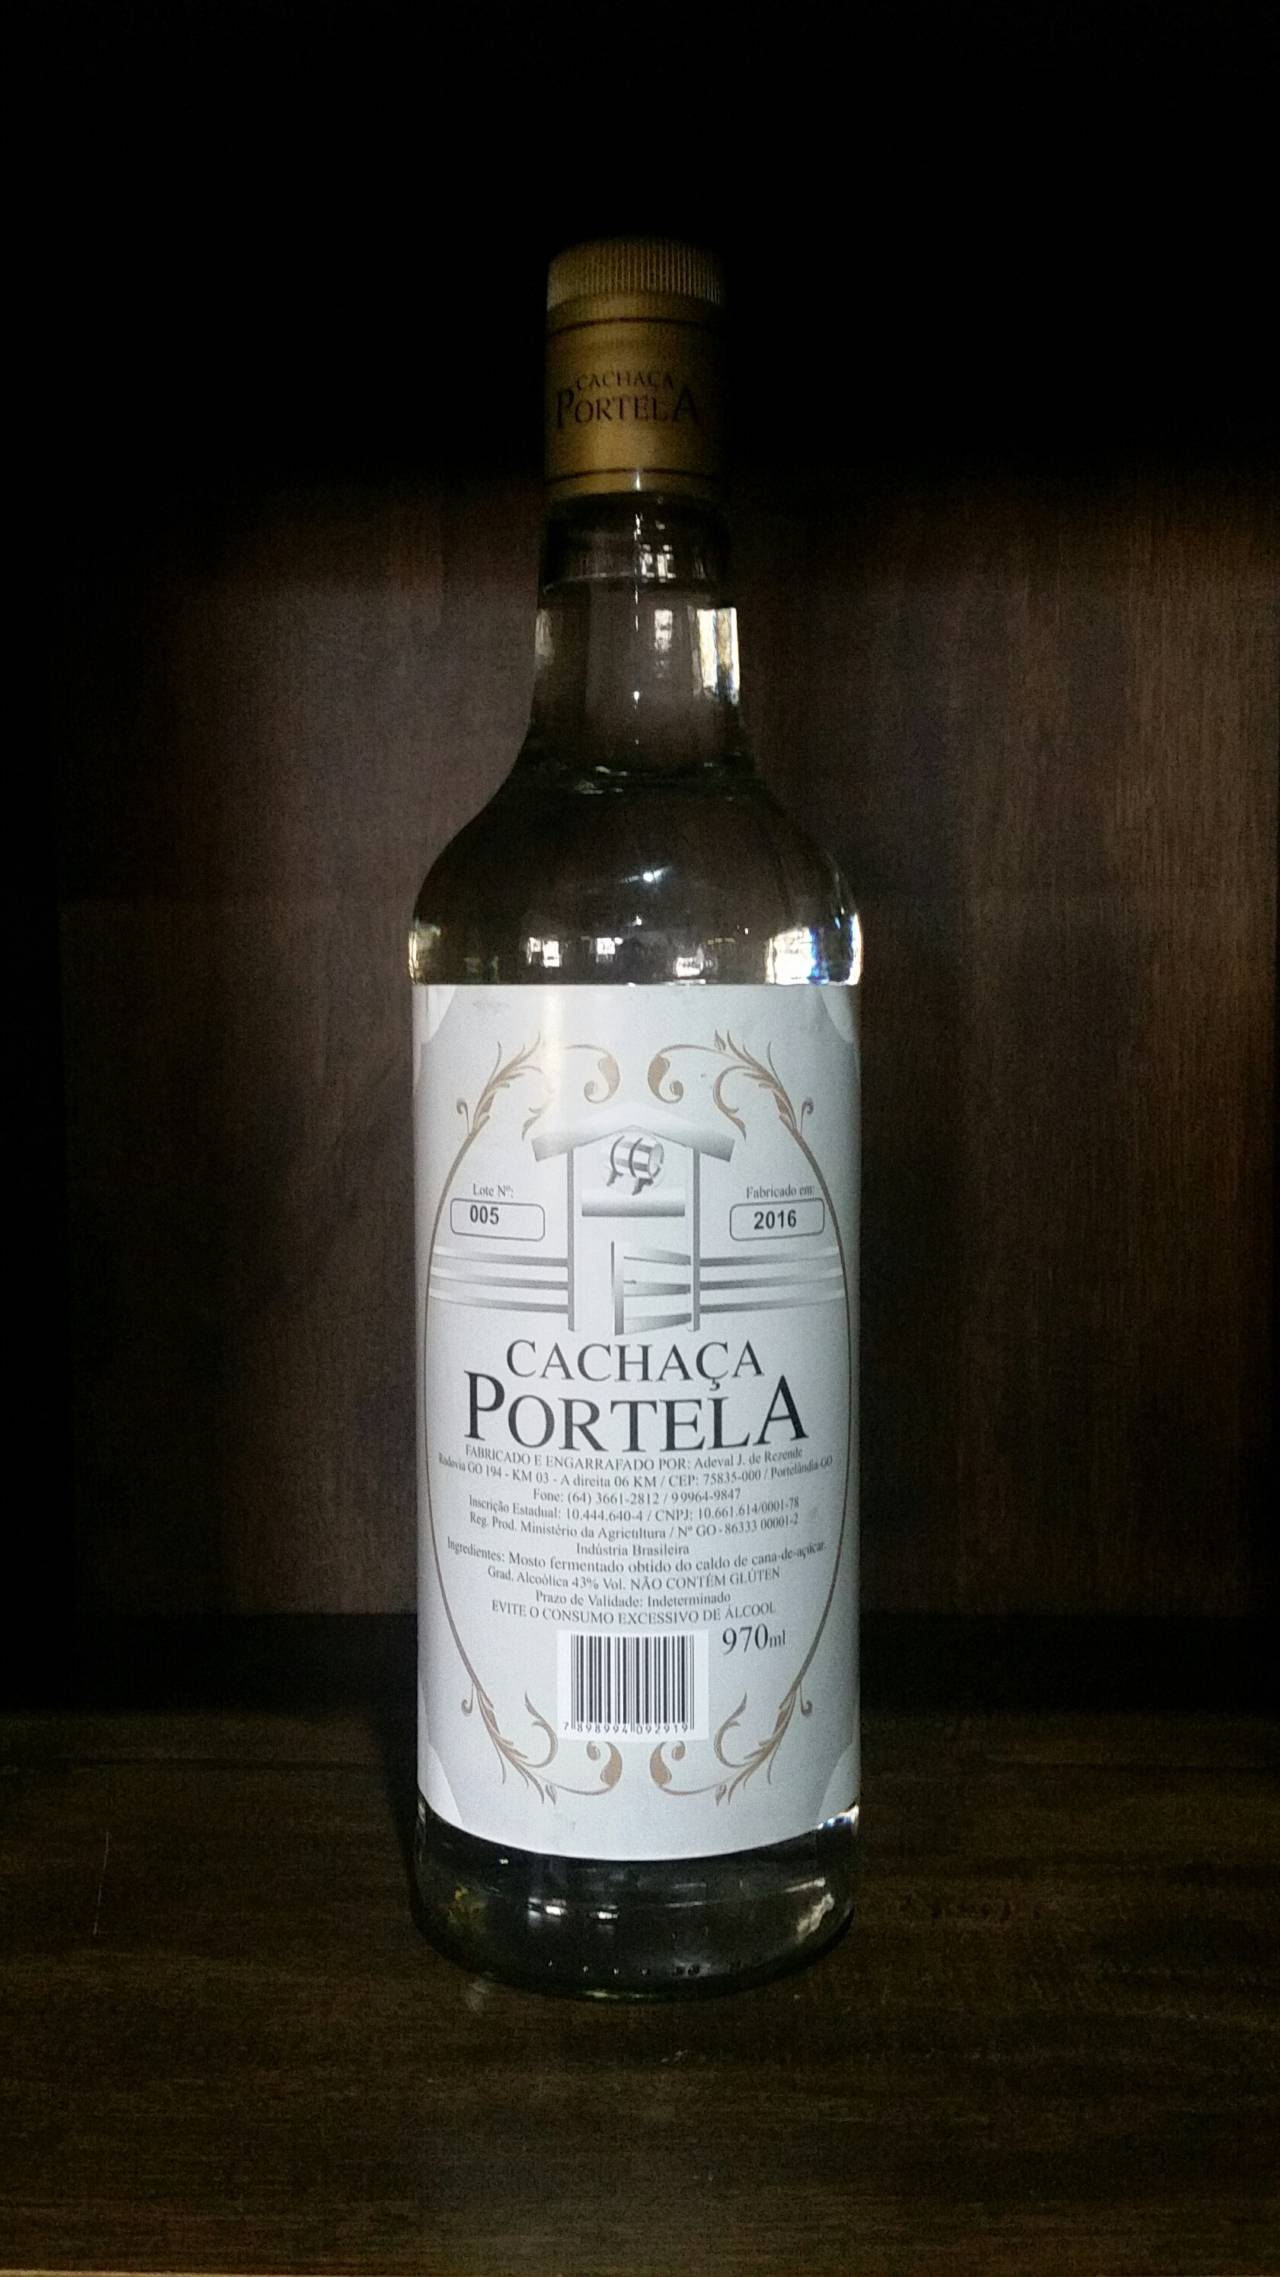 CACHAÇA
PORTELA
Lote Nº:
005
Fabricado em:
2016
CACHAÇA
PORTELA
FABRICADO E ENGARRAFADO POR: Adeval J. de Rezende
Rodovia GO 194 - KM 03 - A direita 06 KM / CEP: 75835-000 / Portelândia-GO
Fone: (64) 3661-2812 / 99964-9847
Inscrição Estadual: 10.444.640-4 / CNPJ: 10.661.614/0001-78
Reg. Prod. Ministério da Agricultura / Nº GO - 86333 00001-2
Indústria Brasileira
Ingredientes: Mosto fermentado obtido do caldo de cana-de-açúcar.
Grad. Alcoólica 43% Vol. NÃO CONTÉM GLÚTEN
Prazo de Validade: Indeterminado
EVITE O CONSUMO EXCESSIVO DE ÁLCOOL
970ml
7 898994 092919